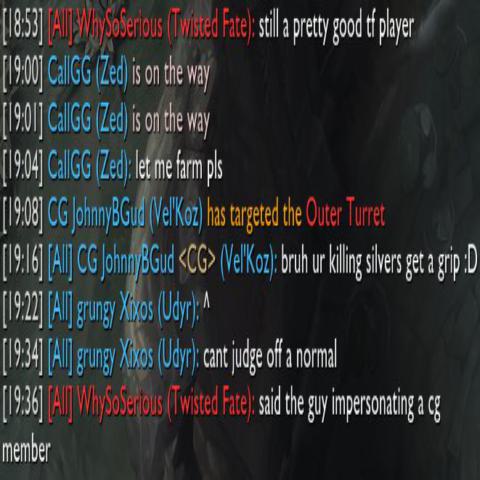 [18:53] [All] WhySoSerious (Twisted Fate): still a pretty good tf player
[19:00] CallGG (Zed) is on the way
[19:01] CallGG (Zed) is on the way
[19:04] CallGG (Zed): let me farm pls
[19:08] CG JohnnyBGud (Vel'Koz) has targeted the Outer Turret
[19:16] [All] CG JohnnyBGud <CG> (Vel'Koz): bruh ur killing silvers get a grip :D
[19:22] [All] grungy Xixos (Udyr): ^
[19:34] [All] grungy Xixos (Udyr): cant judge off a normal
[19:36] [All] WhySoSerious (Twisted Fate): said the guy impersonating a cg
member